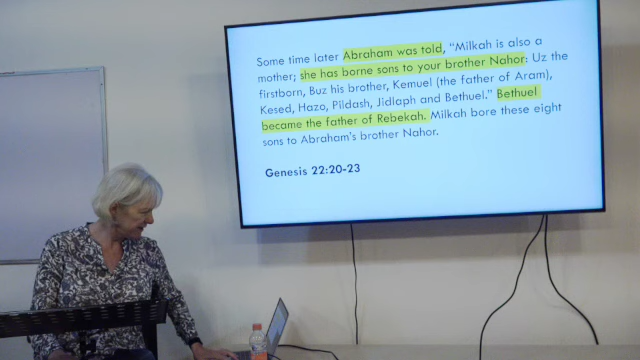 Some time later Abraham was told, “Milkah is also a
mother; she has borne sons to your brother Nahor: Uz the
firstborn, Buz his brother, Kemuel (the father of Aram),
Kesed, Hazo, Pildash, Jidlaph and Bethuel.” Bethuel
became the father of Rebekah. Milkah bore these eight
sons to Abraham’s brother Nahor.
Genesis 22:20-23